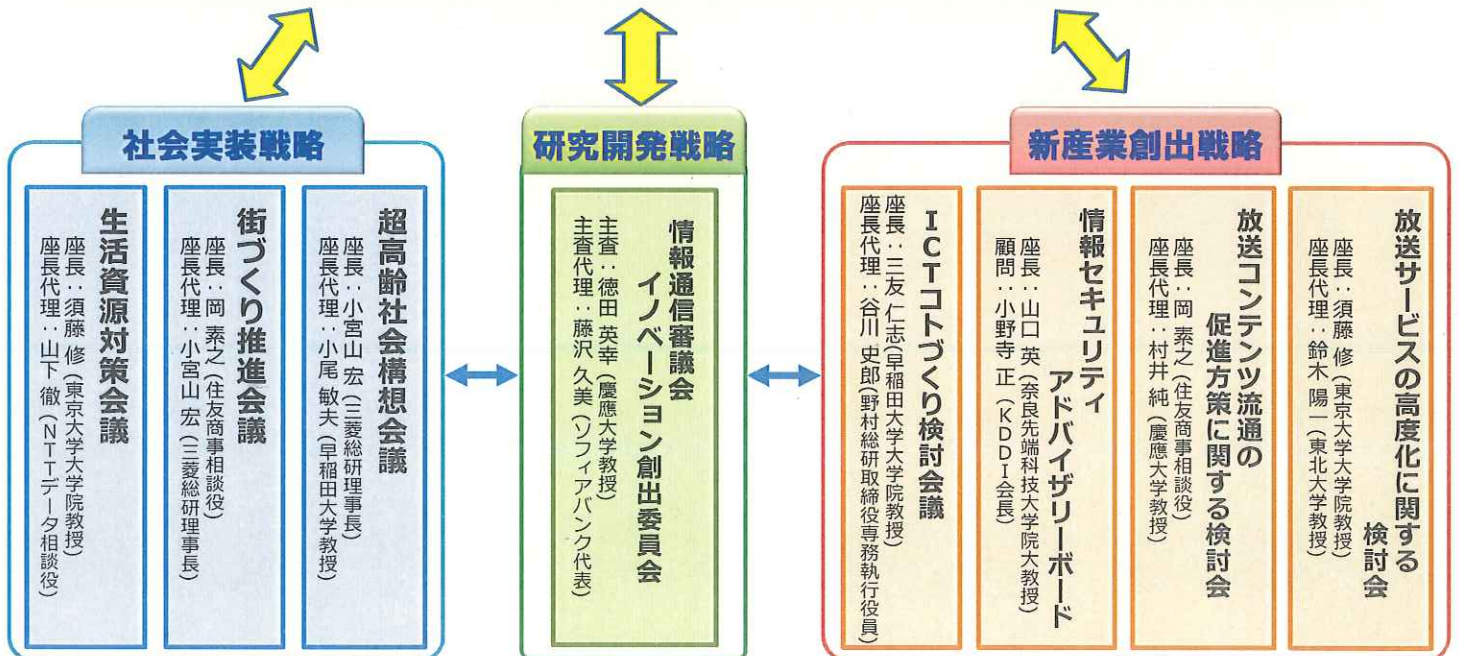 社会実装戦略
生活資源対策会議
座長：須藤 修（東京大学大学院教授）
座長代理：山下 徹（NTTデータ相談役）
街づくり推進会議
座長：岡 素之（住友商事相談役）
座長代理：小宮山 宏（三菱総研理事長）
超高齢社会構想会議
座長：小宮山 宏（三菱総研理事長）
座長代理：小尾 敏夫（早稲田大学教授）
研究開発戦略
情報通信審議会
イノベーション創出委員会
主査：徳田 英幸（慶應大学教授）
主査代理：藤沢 久美（ソフィアバンク代表）
新産業創出戦略
ICTコトづくり検討会議
座長：三友 仁志（早稲田大学大学院教授）
座長代理：谷川 史郎（野村総研取締役専務執行役員）
情報セキュリティ
アドバイザリーボード
座長：山口 英（奈良先端科技大学院大教授）
顧問：小野寺 正（KDDI会長）
放送コンテンツ流通の
促進方策に関する検討会
座長：岡 素之（住友商事相談役）
座長代理：村井 純（慶應大学教授）
放送サービスの高度化に関する
検討会
座長：須藤 修（東京大学大学院教授）
座長代理：鈴木 陽一（東北大学教授）